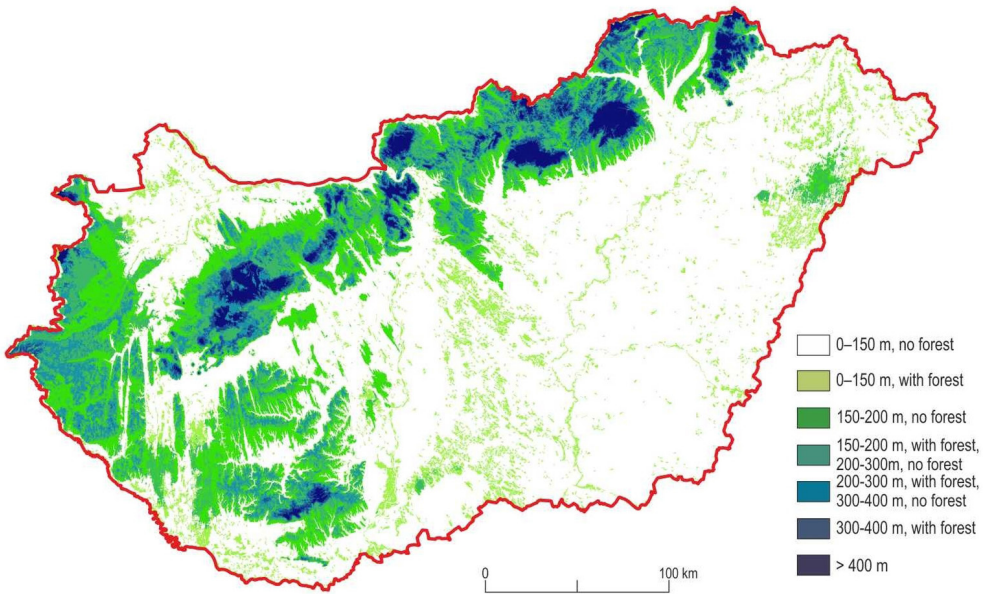 0–150 m, no forest
0–150 m, with forest
150-200 m, no forest
150-200 m, with forest,
200-300m, no forest
200-300 m, with forest,
300-400 m, no forest
300-400 m, with forest
> 400 m
0 100 km